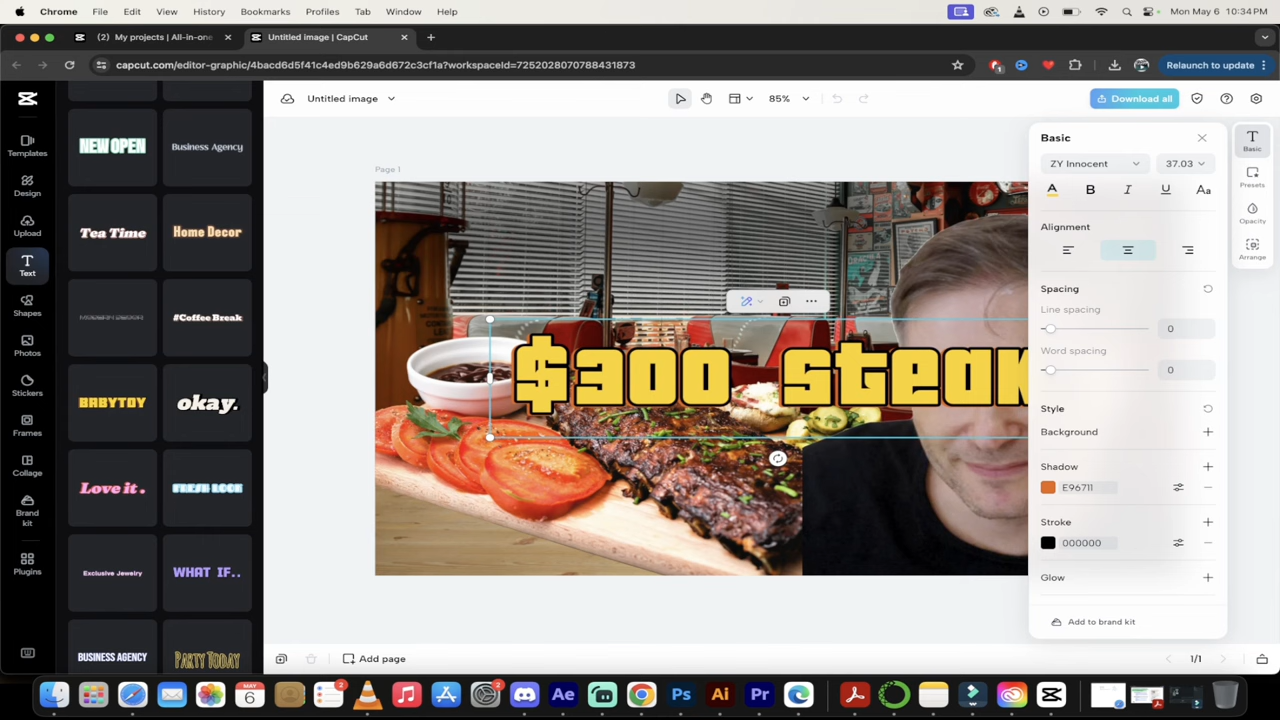 Chrome File Edit View History Bookmarks Profiles Tab Window Help
Mon May 6 10:34 PM
(2) My projects | All-in-one
Untitled image | CapCut
capcut.com/editor-graphic/4bacd6d5f41c4ed9b629a6d672c3cf1a?workspaceId=7252028070788431873
Relaunch to update
Untitled image
85%
Download all
Templates
Design
Upload
Text
Shapes
Photos
Stickers
Frames
Collage
Brand
kit
Plugins
NEW OPEN
Business Agency
Tea Time
Home Decor
MODERN DESIGN
#Coffee Break
BABYTOY
okay.
Love it.
FRESH LOOK
Exclusive Jewelry
WHAT IF..
BUSINESS AGENCY
PARTY TODAY
Page 1
$300 steak
Basic
ZY Innocent
37.03
A B I U Aa
Alignment
Spacing
Line spacing
0
Word spacing
0
Style
Background
Shadow
E96711
Stroke
000000
Glow
Add to brand kit
Basic
Presets
Opacity
Arrange
Add page
1/1